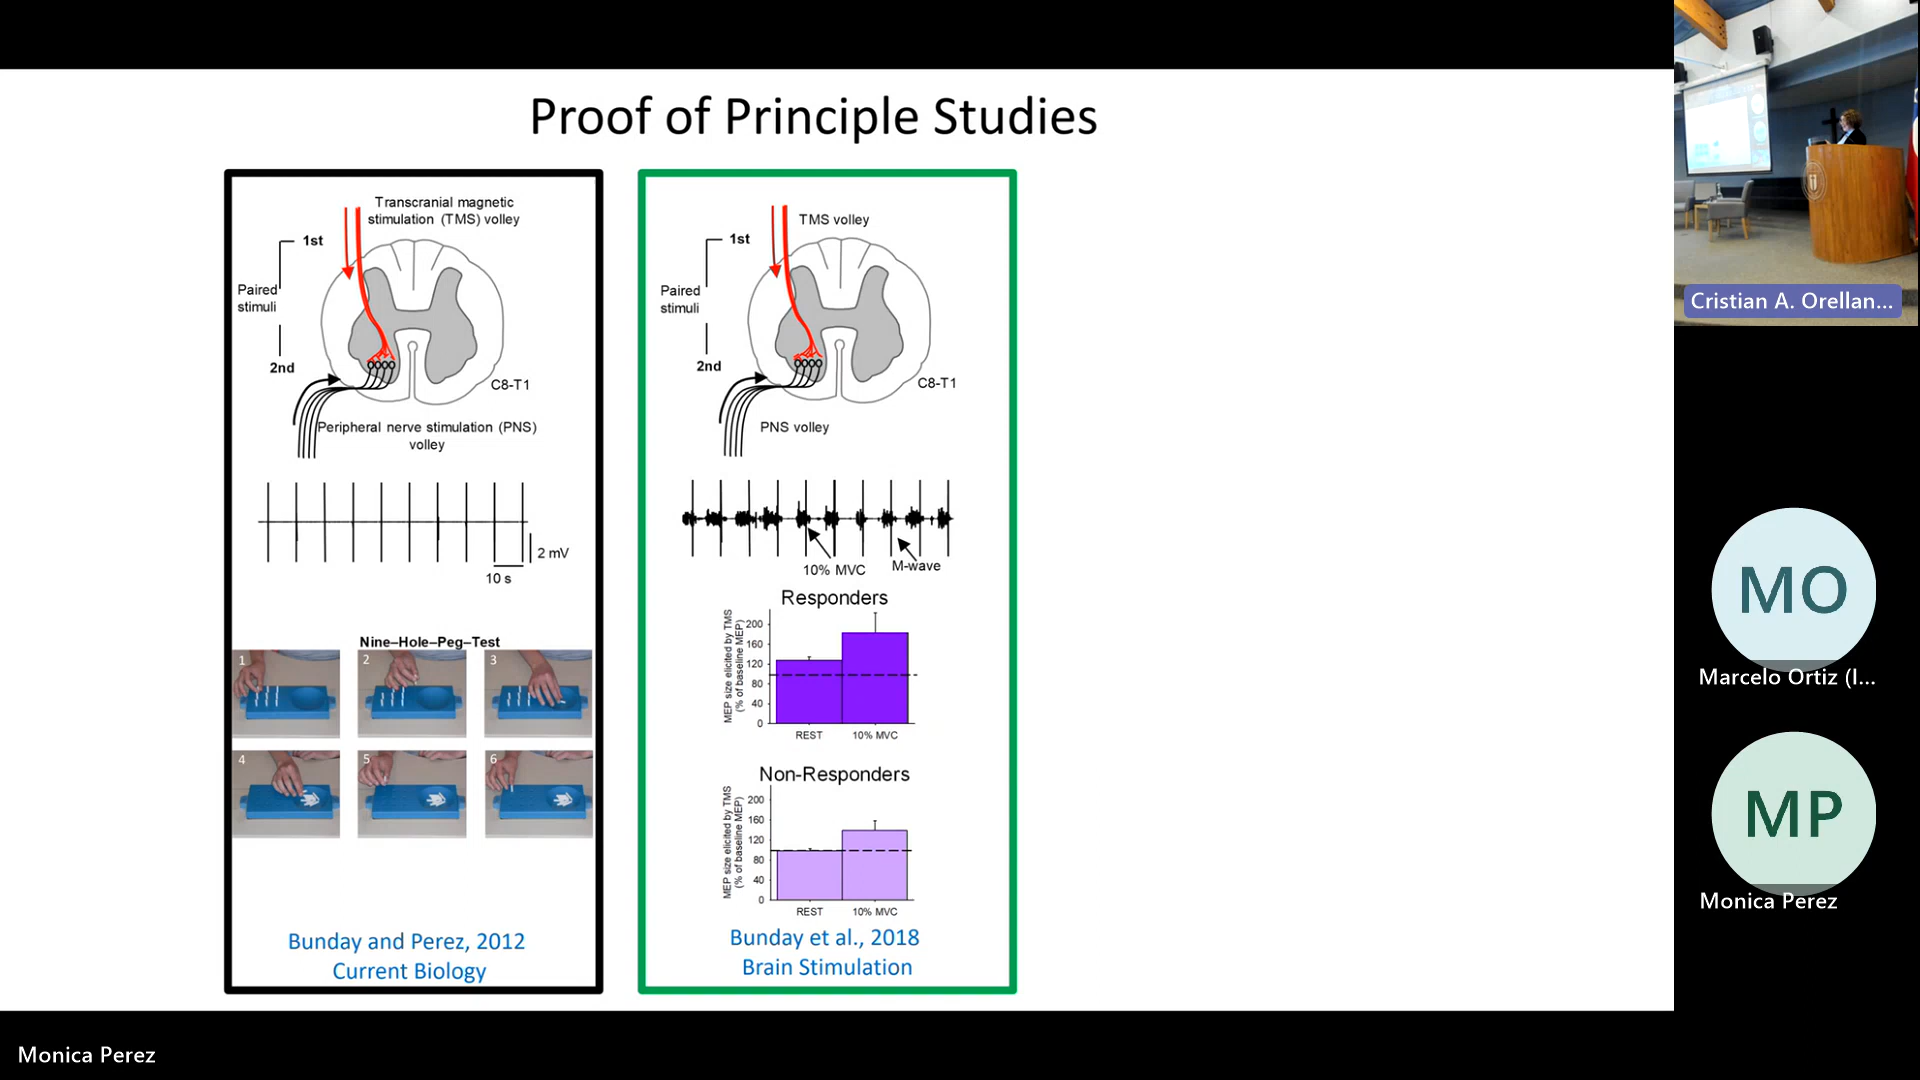 Proof of Principle Studies
Transcranial magnetic
stimulation (TMS) volley
1st
Paired
stimuli
2nd
C8-T1
Peripheral nerve stimulation (PNS)
volley
2 mV
10 s
Nine–Hole–Peg–Test
1
2
3
4
5
6
Bunday and Perez, 2012
Current Biology
TMS volley
1st
Paired
stimuli
2nd
C8-T1
PNS volley
10% MVC
M-wave
Responders
MEP size elicited by TMS
(% of baseline MEP)
200
160
120
80
40
0
REST
10% MVC
Non-Responders
MEP size elicited by TMS
(% of baseline MEP)
200
160
120
80
40
0
REST
10% MVC
Bunday et al., 2018
Brain Stimulation
Cristian A. Orellan...
MO
Marcelo Ortiz (I...
MP
Monica Perez
Monica Perez